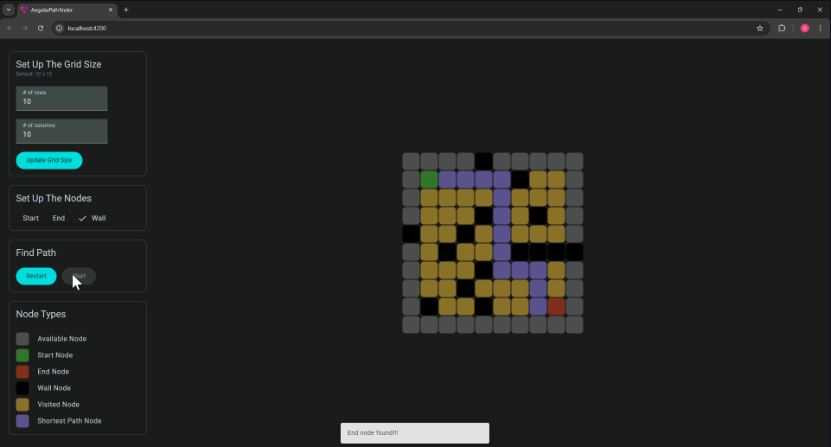 AngularPathfinder
localhost:4200
Set Up The Grid Size
Default: 10 x 10
# of rows
10
# of columns
10
Update Grid Size
Set Up The Nodes
Start End Wall
Find Path
Restart Start
Node Types
Available Node
Start Node
End Node
Wall Node
Visited Node
Shortest Path Node
End node found!!!